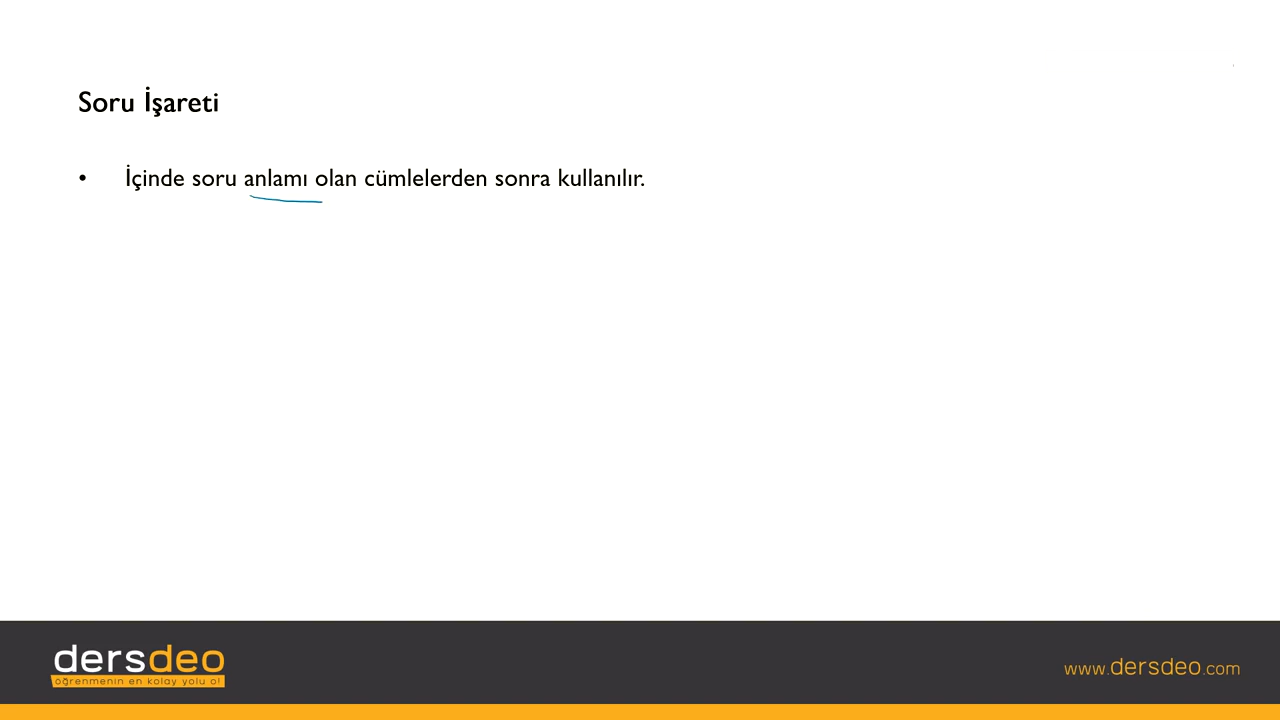 Soru İşareti
• İçinde soru anlamı olan cümlelerden sonra kullanılır.
dersdeo
öğrenmenin en kolay yolu o!
www.dersdeo.com